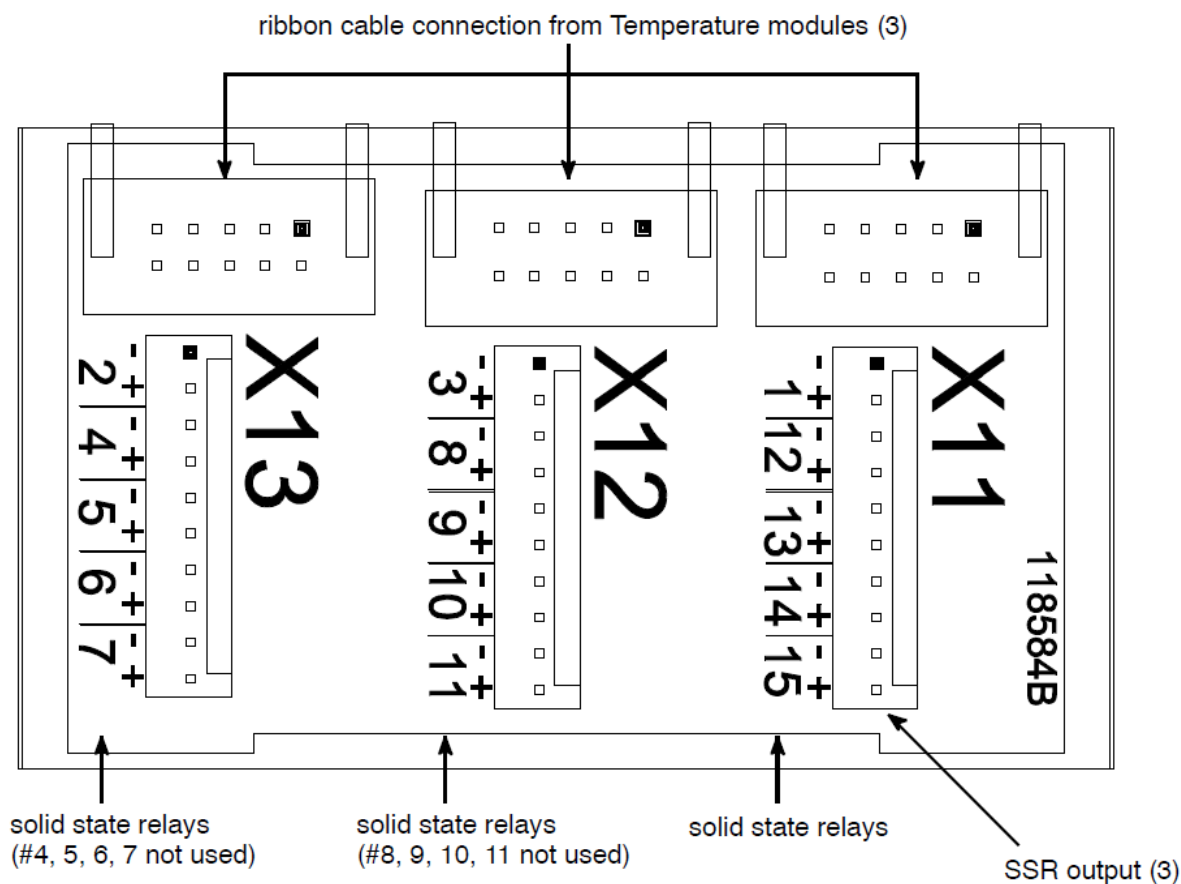 ribbon cable connection from Temperature modules (3)
X13
X12
X11
2 - +
4 - +
5 - +
6 - +
7 - +
3 - +
8 - +
9 - +
10 - +
11 - +
1 - +
12 - +
13 - +
14 - +
15 - +
118584B
solid state relays
(#4, 5, 6, 7 not used)
solid state relays
(#8, 9, 10, 11 not used)
solid state relays
SSR output (3)